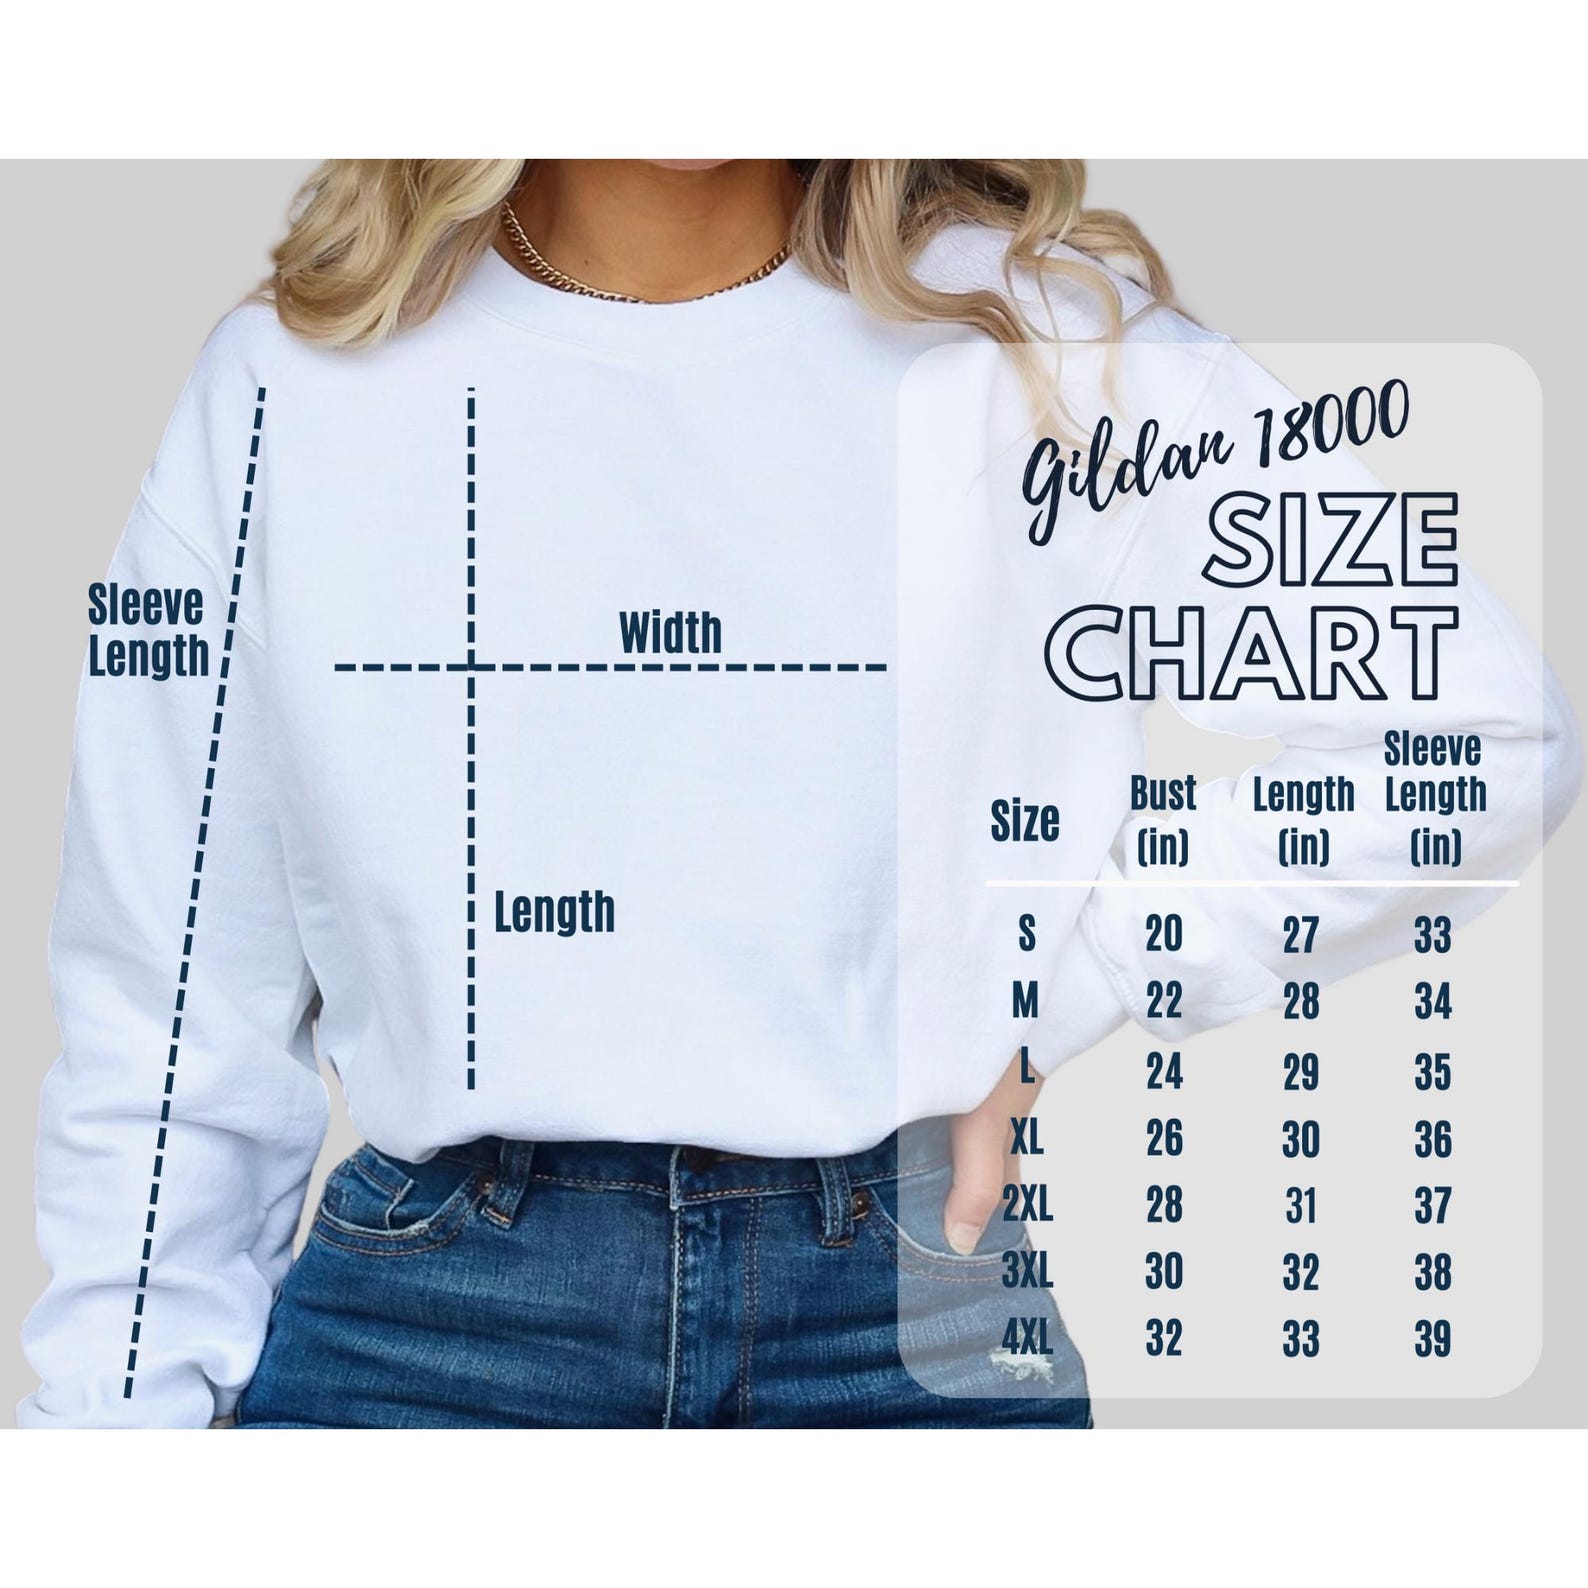 Sleeve
Length
Width
Length
Gildan 18000
SIZE
CHART
Size
Bust
(in)
Length
(in)
Sleeve
Length
(in)
S 20 27 33
M 22 28 34
L 24 29 35
XL 26 30 36
2XL 28 31 37
3XL 30 32 38
4XL 32 33 39